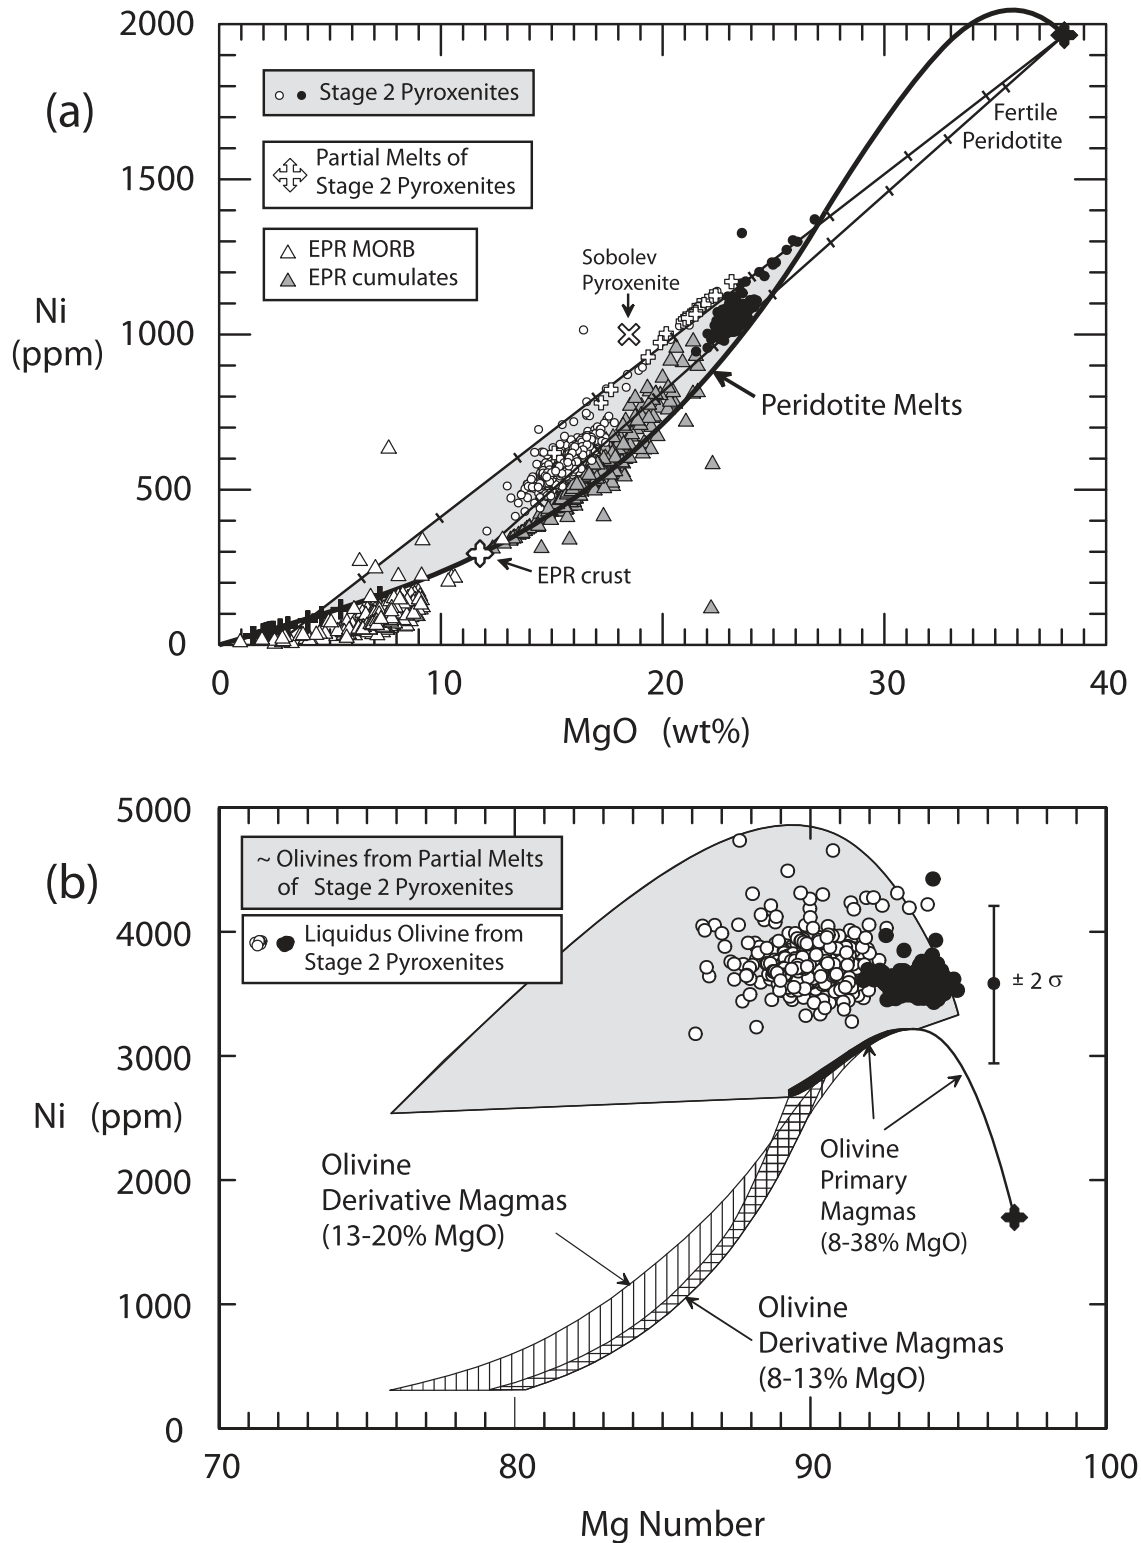 (a)
2000
1500
1000
500
0
Ni
(ppm)
Stage 2 Pyroxenites
Partial Melts of
Stage 2 Pyroxenites
EPR MORB
EPR cumulates
Sobolev
Pyroxenite
Fertile
Peridotite
Peridotite Melts
EPR crust
0 10 20 30 40
MgO (wt%)
(b)
5000
4000
3000
2000
1000
0
Ni (ppm)
~ Olivines from Partial Melts
of Stage 2 Pyroxenites
Liquidus Olivine from
Stage 2 Pyroxenites
± 2 σ
Olivine
Derivative Magmas
(13-20% MgO)
Olivine
Primary
Magmas
(8-38% MgO)
Olivine
Derivative Magmas
(8-13% MgO)
70 80 90 100
Mg Number